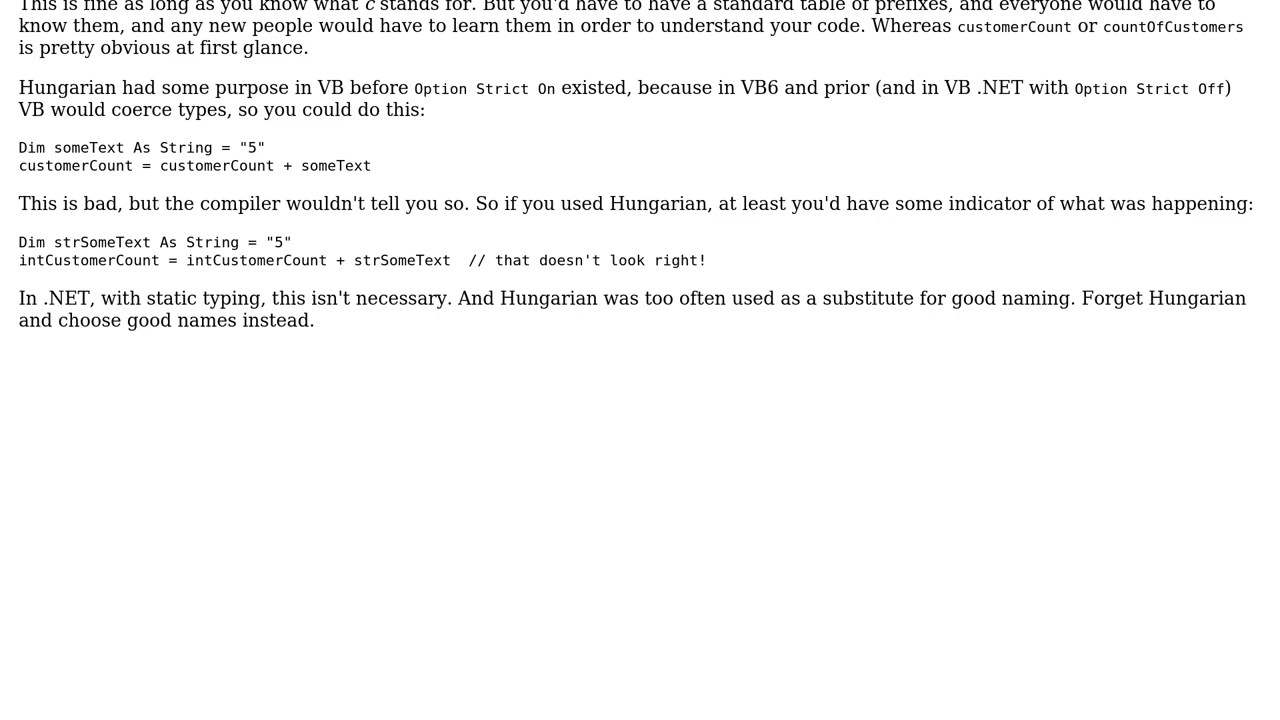 This is fine as long as you know what c stands for. But you'd have to have a standard table of prefixes, and everyone would have to
know them, and any new people would have to learn them in order to understand your code. Whereas customerCount or countOfCustomers
is pretty obvious at first glance.
Hungarian had some purpose in VB before Option Strict On existed, because in VB6 and prior (and in VB .NET with Option Strict Off)
VB would coerce types, so you could do this:
Dim someText As String = "5"
customerCount = customerCount + someText
This is bad, but the compiler wouldn't tell you so. So if you used Hungarian, at least you'd have some indicator of what was happening:
Dim strSomeText As String = "5"
intCustomerCount = intCustomerCount + strSomeText  // that doesn't look right!
In .NET, with static typing, this isn't necessary. And Hungarian was too often used as a substitute for good naming. Forget Hungarian
and choose good names instead.